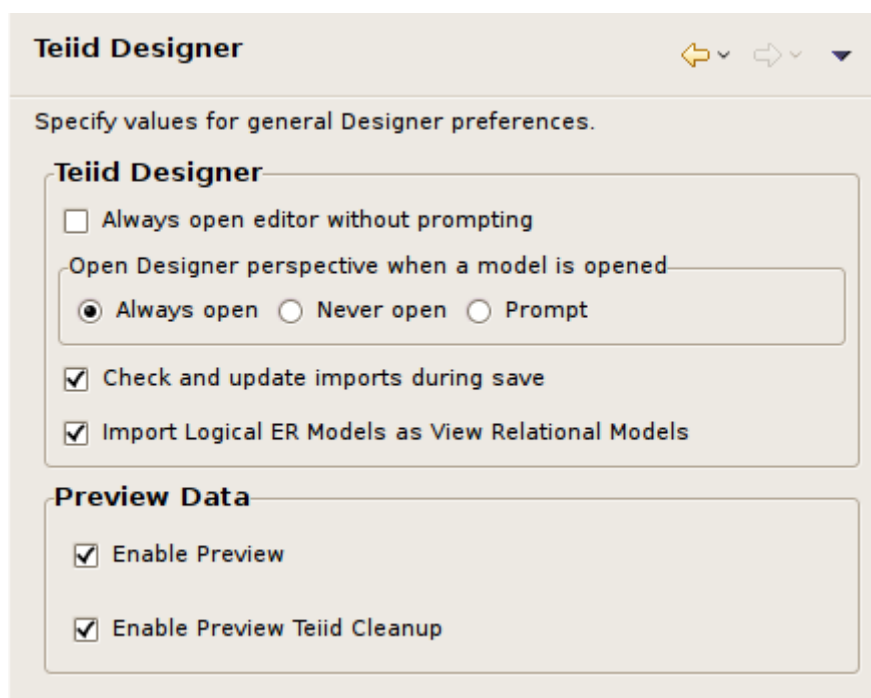 Teiid Designer
Specify values for general Designer preferences.
Teiid Designer
Always open editor without prompting
Open Designer perspective when a model is opened
Always open Never open Prompt
Check and update imports during save
Import Logical ER Models as View Relational Models
Preview Data
Enable Preview
Enable Preview Teiid Cleanup